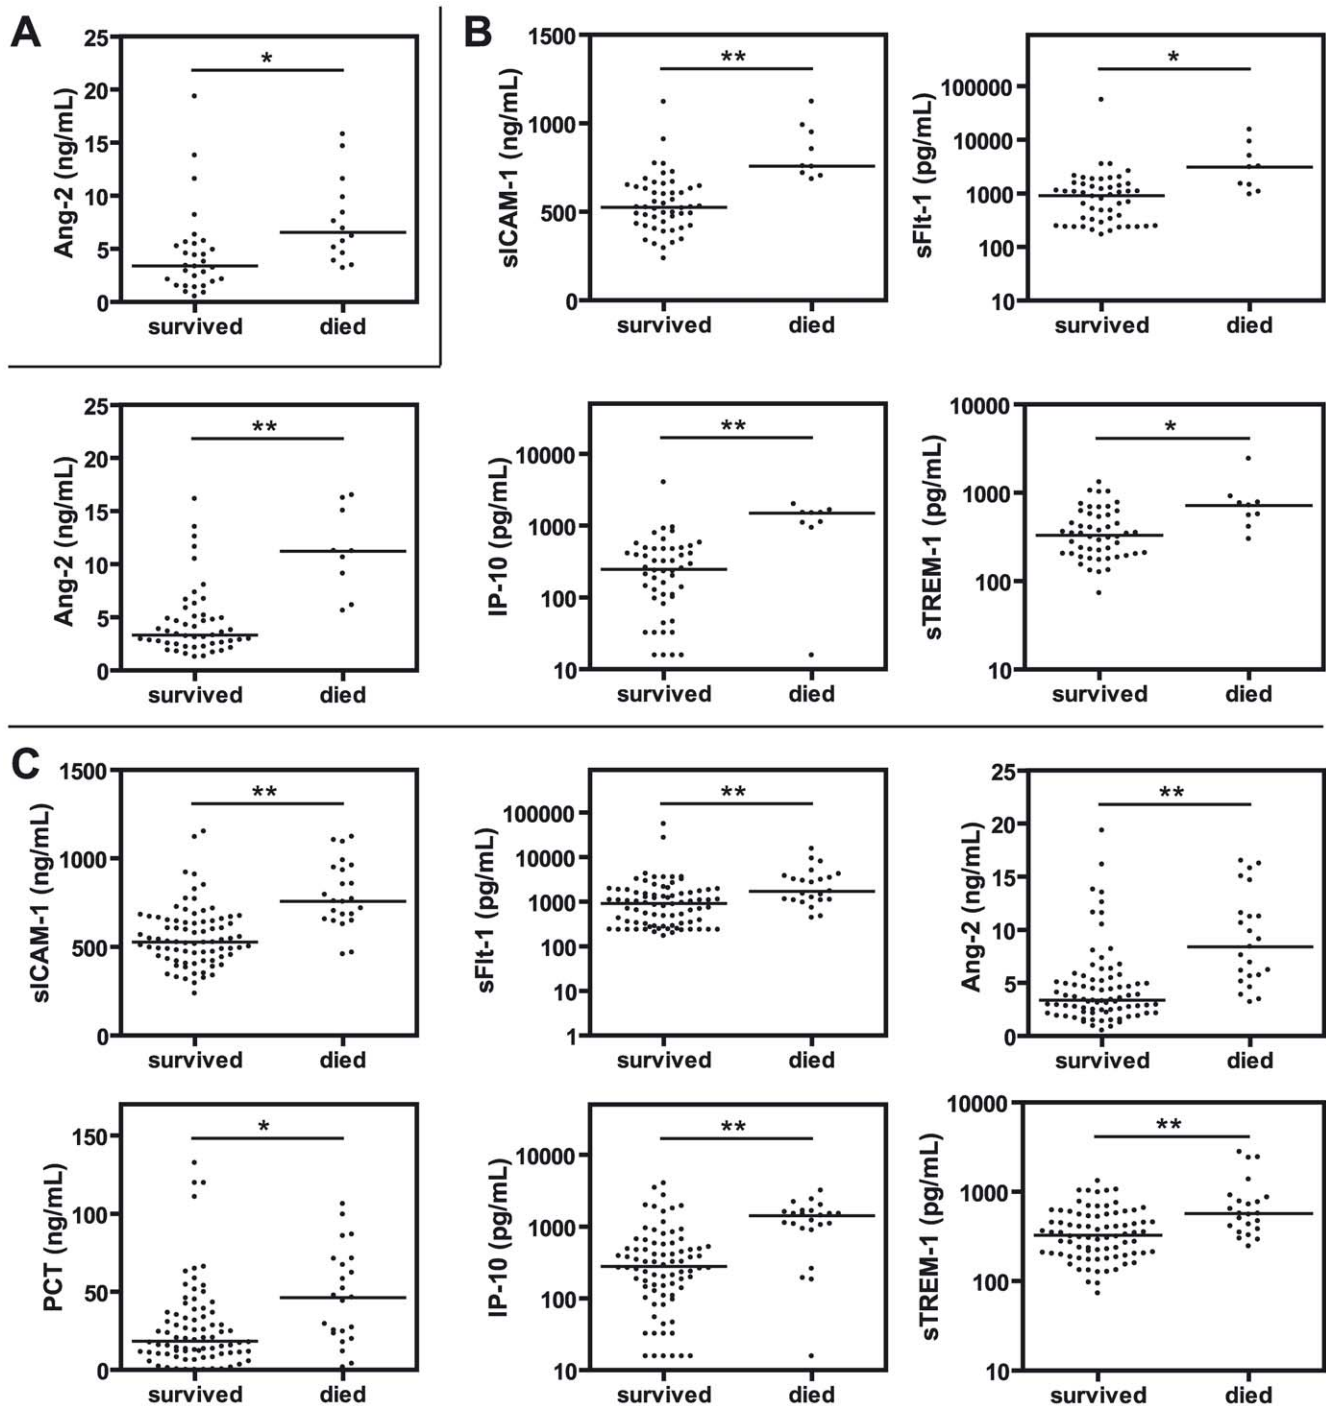 A
25
20
15
10
5
0
Ang-2 (ng/mL)
*
survived died
B
1500
1000
500
0
sICAM-1 (ng/mL)
**
survived died
100000
10000
1000
100
10
sFlt-1 (pg/mL)
*
survived died
25
20
15
10
5
0
Ang-2 (ng/mL)
**
survived died
10000
1000
100
10
IP-10 (pg/mL)
**
survived died
10000
1000
100
10
sTREM-1 (pg/mL)
*
survived died
C
1500
1000
500
0
sICAM-1 (ng/mL)
**
survived died
100000
10000
1000
100
10
1
sFlt-1 (pg/mL)
**
survived died
25
20
15
10
5
0
Ang-2 (ng/mL)
**
survived died
150
100
50
0
PCT (ng/mL)
*
survived died
10000
1000
100
10
IP-10 (pg/mL)
**
survived died
10000
1000
100
10
sTREM-1 (pg/mL)
**
survived died